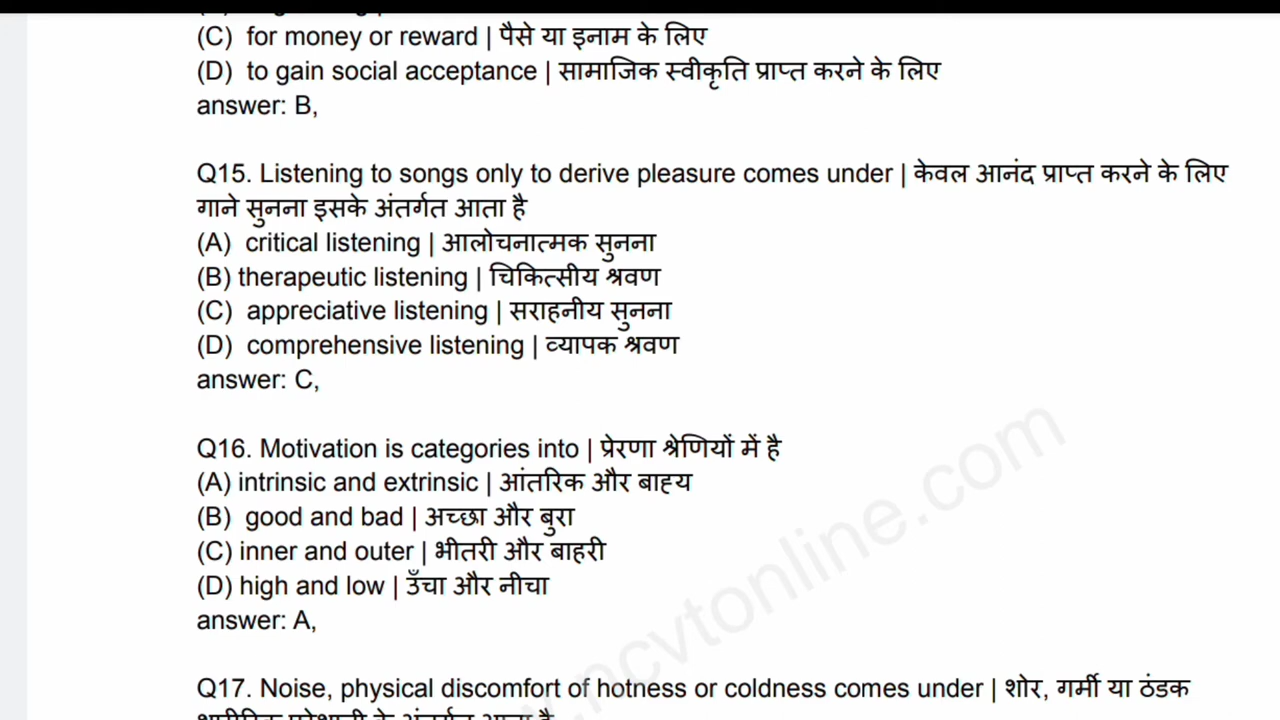 (C) for money or reward | पैसे या इनाम के लिए
(D) to gain social acceptance | सामाजिक स्वीकृति प्राप्त करने के लिए
answer: B,
Q15. Listening to songs only to derive pleasure comes under | केवल आनंद प्राप्त करने के लिए
गाने सुनना इसके अंतर्गत आता है
(A) critical listening | आलोचनात्मक सुनना
(B) therapeutic listening | चिकित्सीय श्रवण
(C) appreciative listening | सराहनीय सुनना
(D) comprehensive listening | व्यापक श्रवण
answer: C,
Q16. Motivation is categories into | प्रेरणा श्रेणियों में है
(A) intrinsic and extrinsic | आंतरिक और बाह्य
(B) good and bad | अच्छा और बुरा
(C) inner and outer | भीतरी और बाहरी
(D) high and low | उँचा और नीचा
answer: A,
Q17. Noise, physical discomfort of hotness or coldness comes under | शोर, गर्मी या ठंडक
.ncvtonline.com